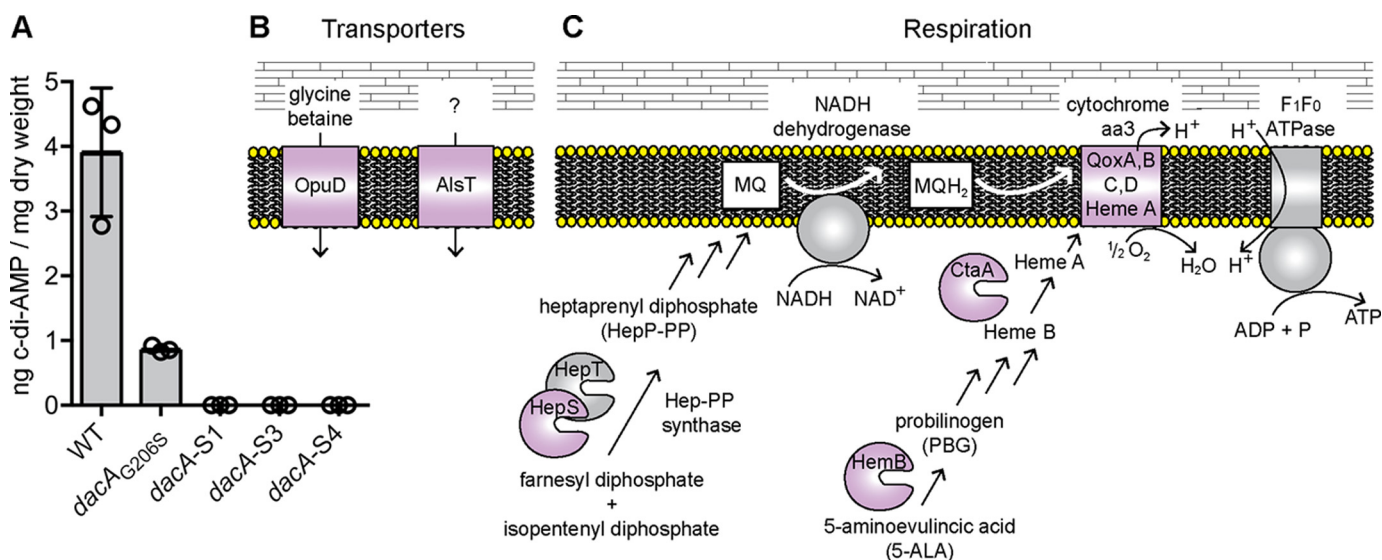 A
ng c-di-AMP / mg dry weight
5
4
3
2
1
0
WT
dacA G206S
dacA-S1
dacA-S3
dacA-S4
B
Transporters
glycine
betaine
?
OpuD
AlsT
C
Respiration
NADH
dehydrogenase
cytochrome
aa3
H⁺
H⁺
F₁F₀
ATPase
MQ
MQH₂
QoxA,B
C,D
Heme A
½ O₂
H₂O
H⁺
NADH
NAD⁺
ADP + P
ATP
heptaprenyl diphosphate
(HepP-PP)
HepT
HepS
Hep-PP
synthase
farnesyl diphosphate
+
isopentenyl diphosphate
CtaA
Heme A
Heme B
probilinogen
(PBG)
HemB
5-aminoevulincic acid
(5-ALA)